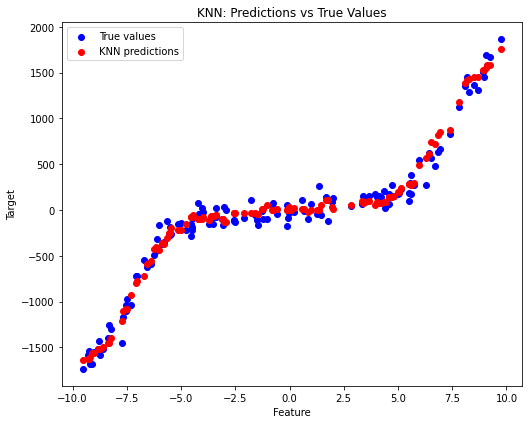 KNN: Predictions vs True Values
True values
KNN predictions
2000
1500
1000
500
0
−500
−1000
−1500
Target
−10.0 −7.5 −5.0 −2.5 0.0 2.5 5.0 7.5 10.0
Feature